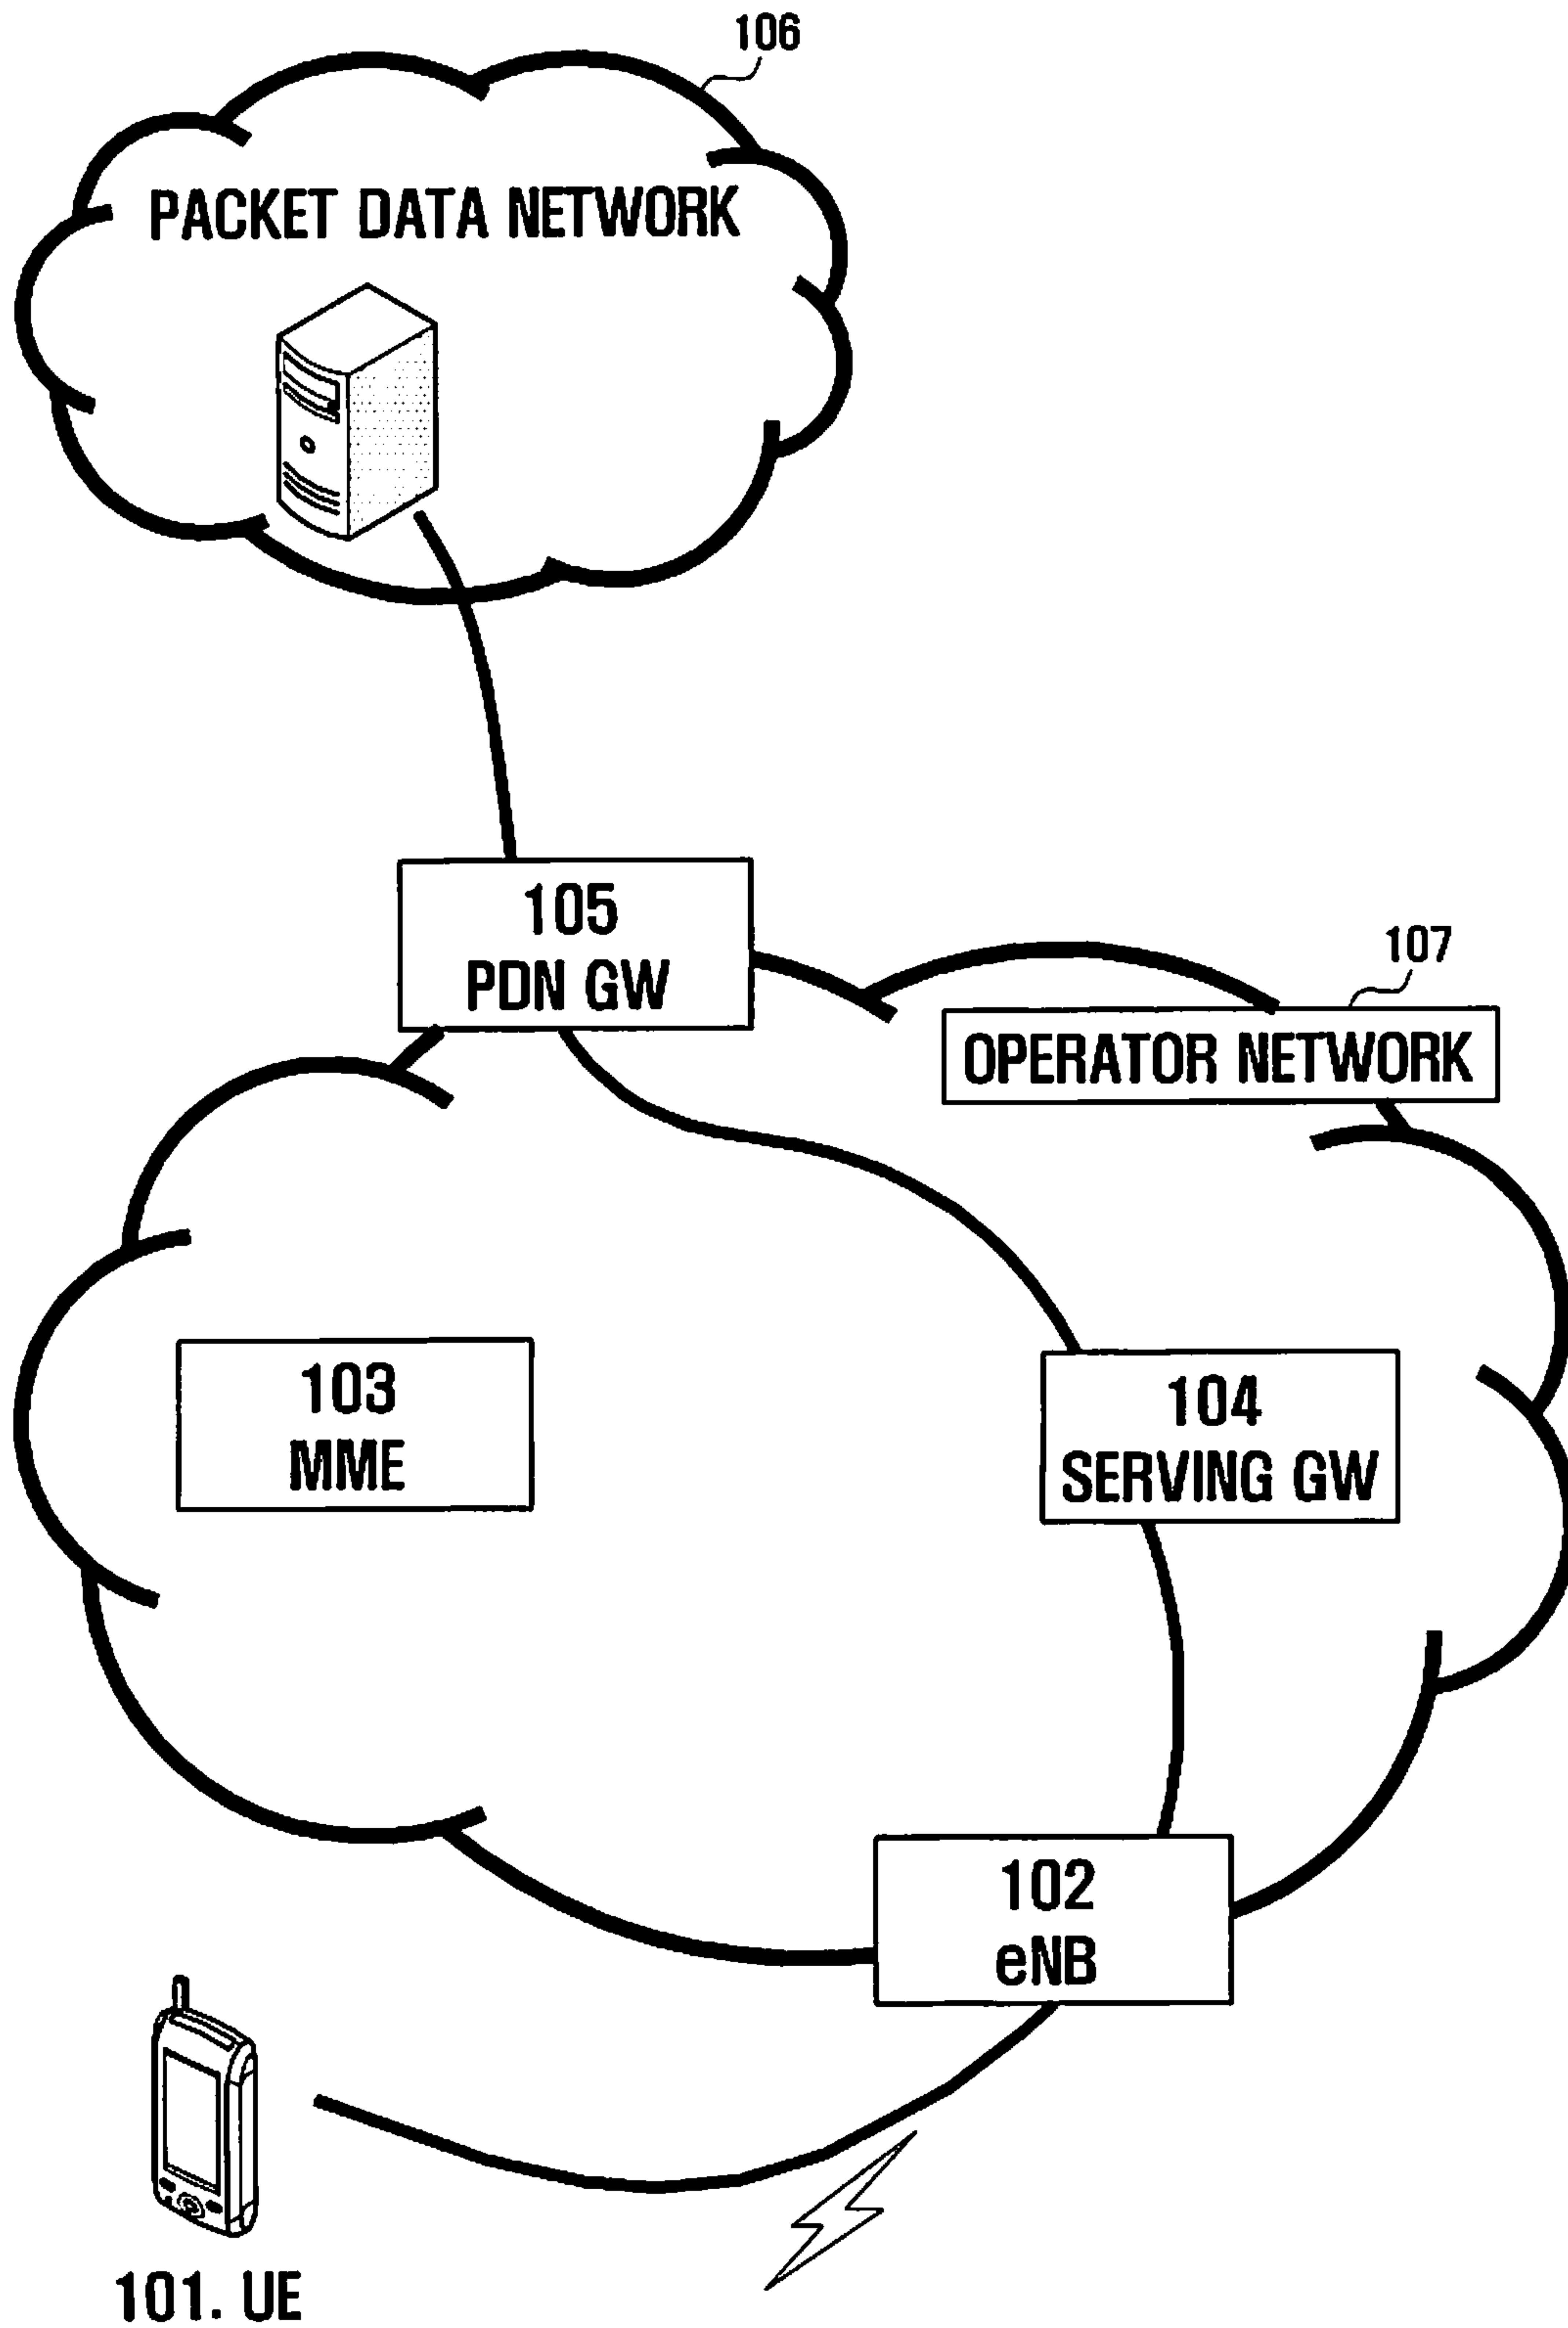 106
PACKET DATA NETWORK
105
PDN GW
107
OPERATOR NETWORK
103
MME
104
SERVING GW
102
eNB
101. UE